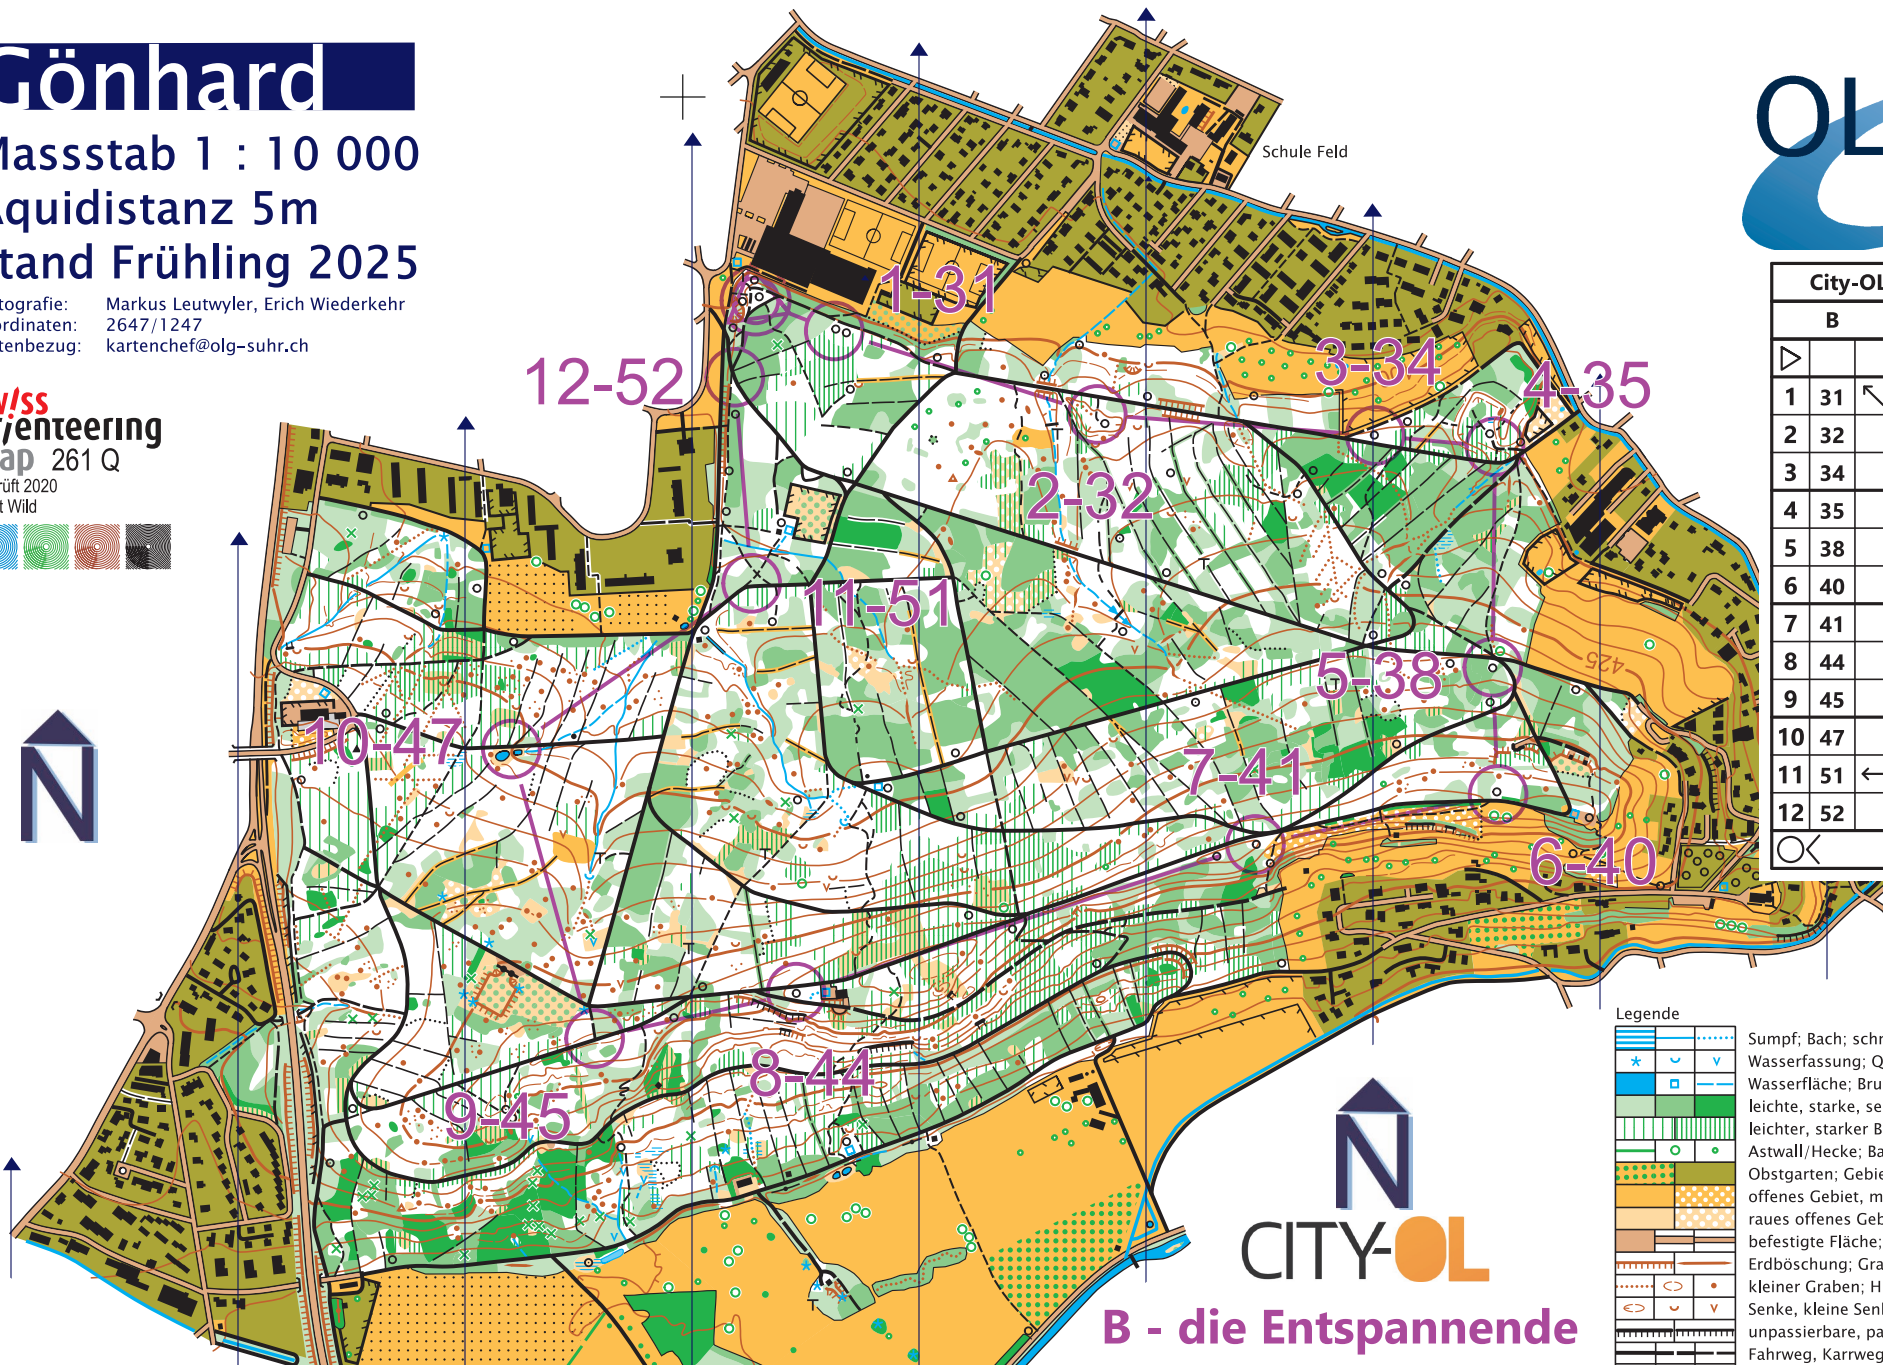 Gönhard
Massstab 1 : 10 000
Äquidistanz 5m
Stand Frühling 2025
Markus Leutwyler, Erich Wiederkehr
2647/1247
kartenchef@olg-suhr.ch
261 Q
2020
Wild
Schule Feld
OL
City-OL
B
1 31
2 32
3 34
4 35
5 38
6 40
7 41
8 44
9 45
10 47
11 51
12 52
1-31
12-52
3-34
4-35
2-32
11-51
5-38
425
10-47
7-41
6-40
8-44
9-45
N
N
CITY-OL
B - die Entspannende
Legende
Sumpf; Bach; schm
Wasserfassung; Q
Wasserfläche; Bru
leichte, starke, se
leichter, starker B
Astwall/Hecke; Ba
Obstgarten; Gebie
offenes Gebiet, m
raues offenes Geb
befestigte Fläche;
Erdböschung; Gra
kleiner Graben; H
Senke, kleine Senk
unpassierbare, pa
Fahrweg, Karrweg